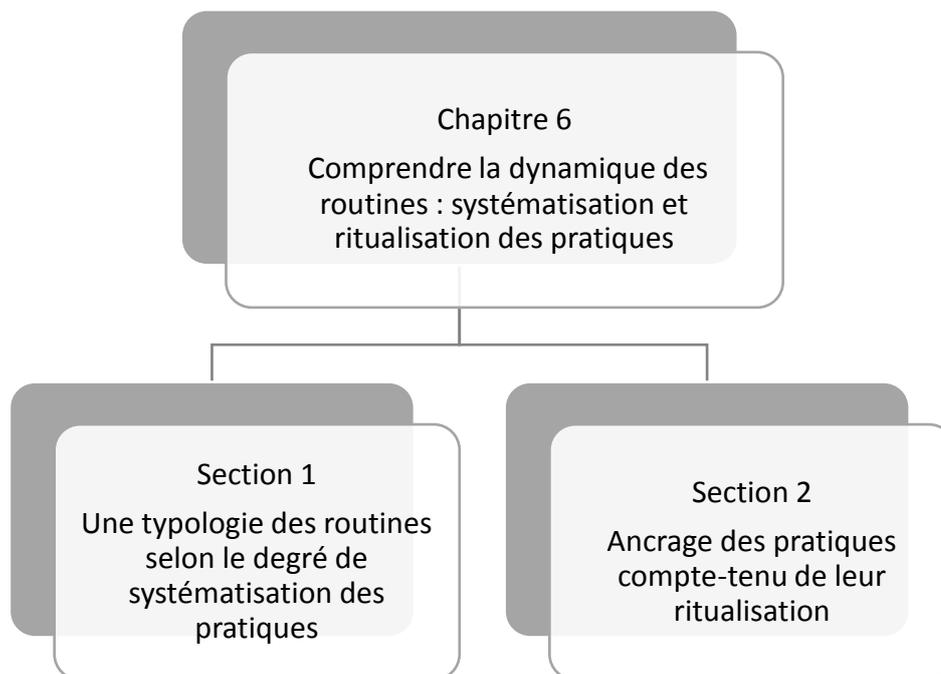 Chapitre 6
Comprendre la dynamique des
routines : systématisation et
ritualisation des pratiques
Section 1
Une typologie des routines
selon le degré de
systématisation des
pratiques
Section 2
Ancrage des pratiques
compte-tenu de leur
ritualisation